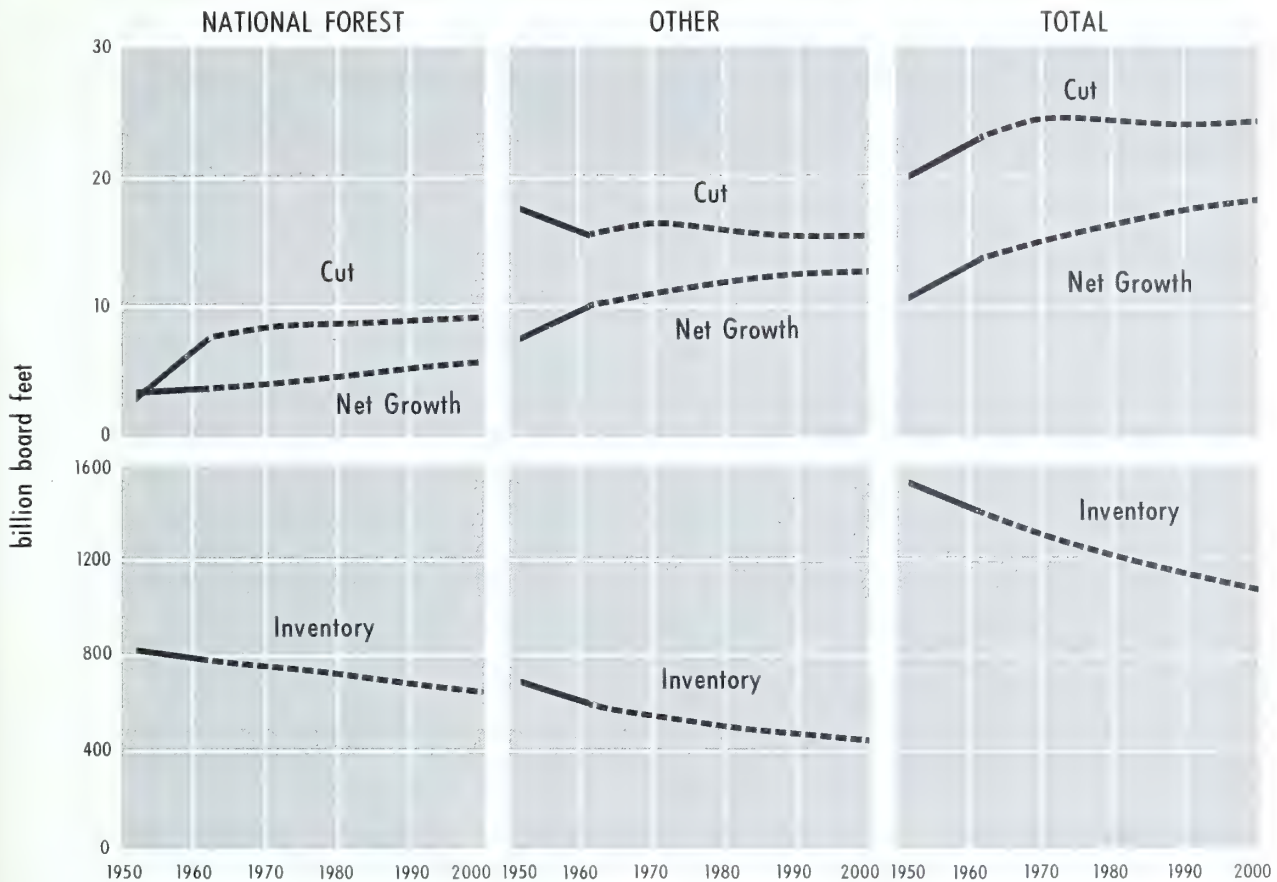 NATIONAL FOREST
OTHER
TOTAL
billion board feet
30
20
10
0
Cut
Net Growth
Cut
Net Growth
Cut
Net Growth
1600
1200
800
400
0
Inventory
Inventory
Inventory
1950 1960 1970 1980 1990 2000
1950 1960 1970 1980 1990 2000
1950 1960 1970 1980 1990 2000